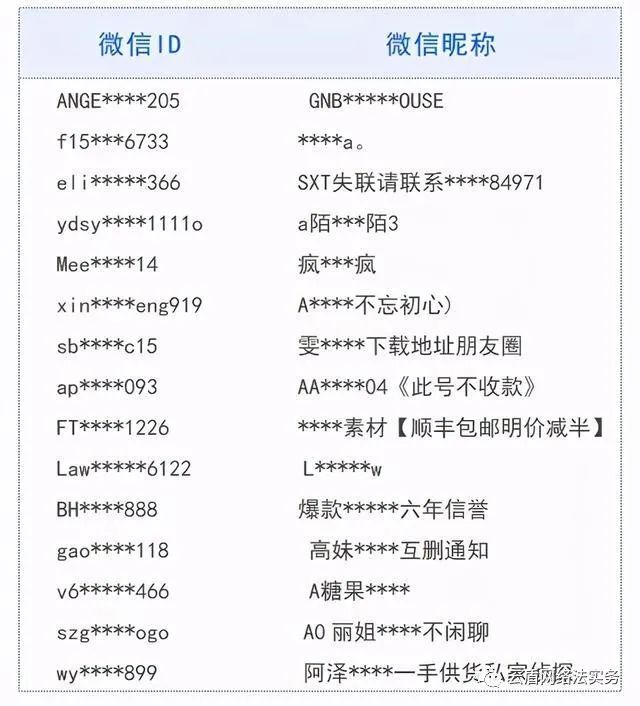 微信ID 微信昵称
ANGE****205 GNB*****OUSE
f15***6733 ****a。
eli*****366 SXT失联请联系****84971
ydsy****1111o a陌***陌3
Mee****14 疯***疯
xin****eng919 A****不忘初心)
sb****c15 雯****下载地址朋友圈
ap****093 AA****04《此号不收款》
FT****1226 ****素材【顺丰包邮明价减半】
Law*****6122 L*****w
BH****888 爆款*****六年信誉
gao****118 高妹****互删通知
v6*****466 A糖果****
szg****ogo AO丽姐****不闲聊
wy****899 阿泽****一手供货私家侦探
云盾网络法实务